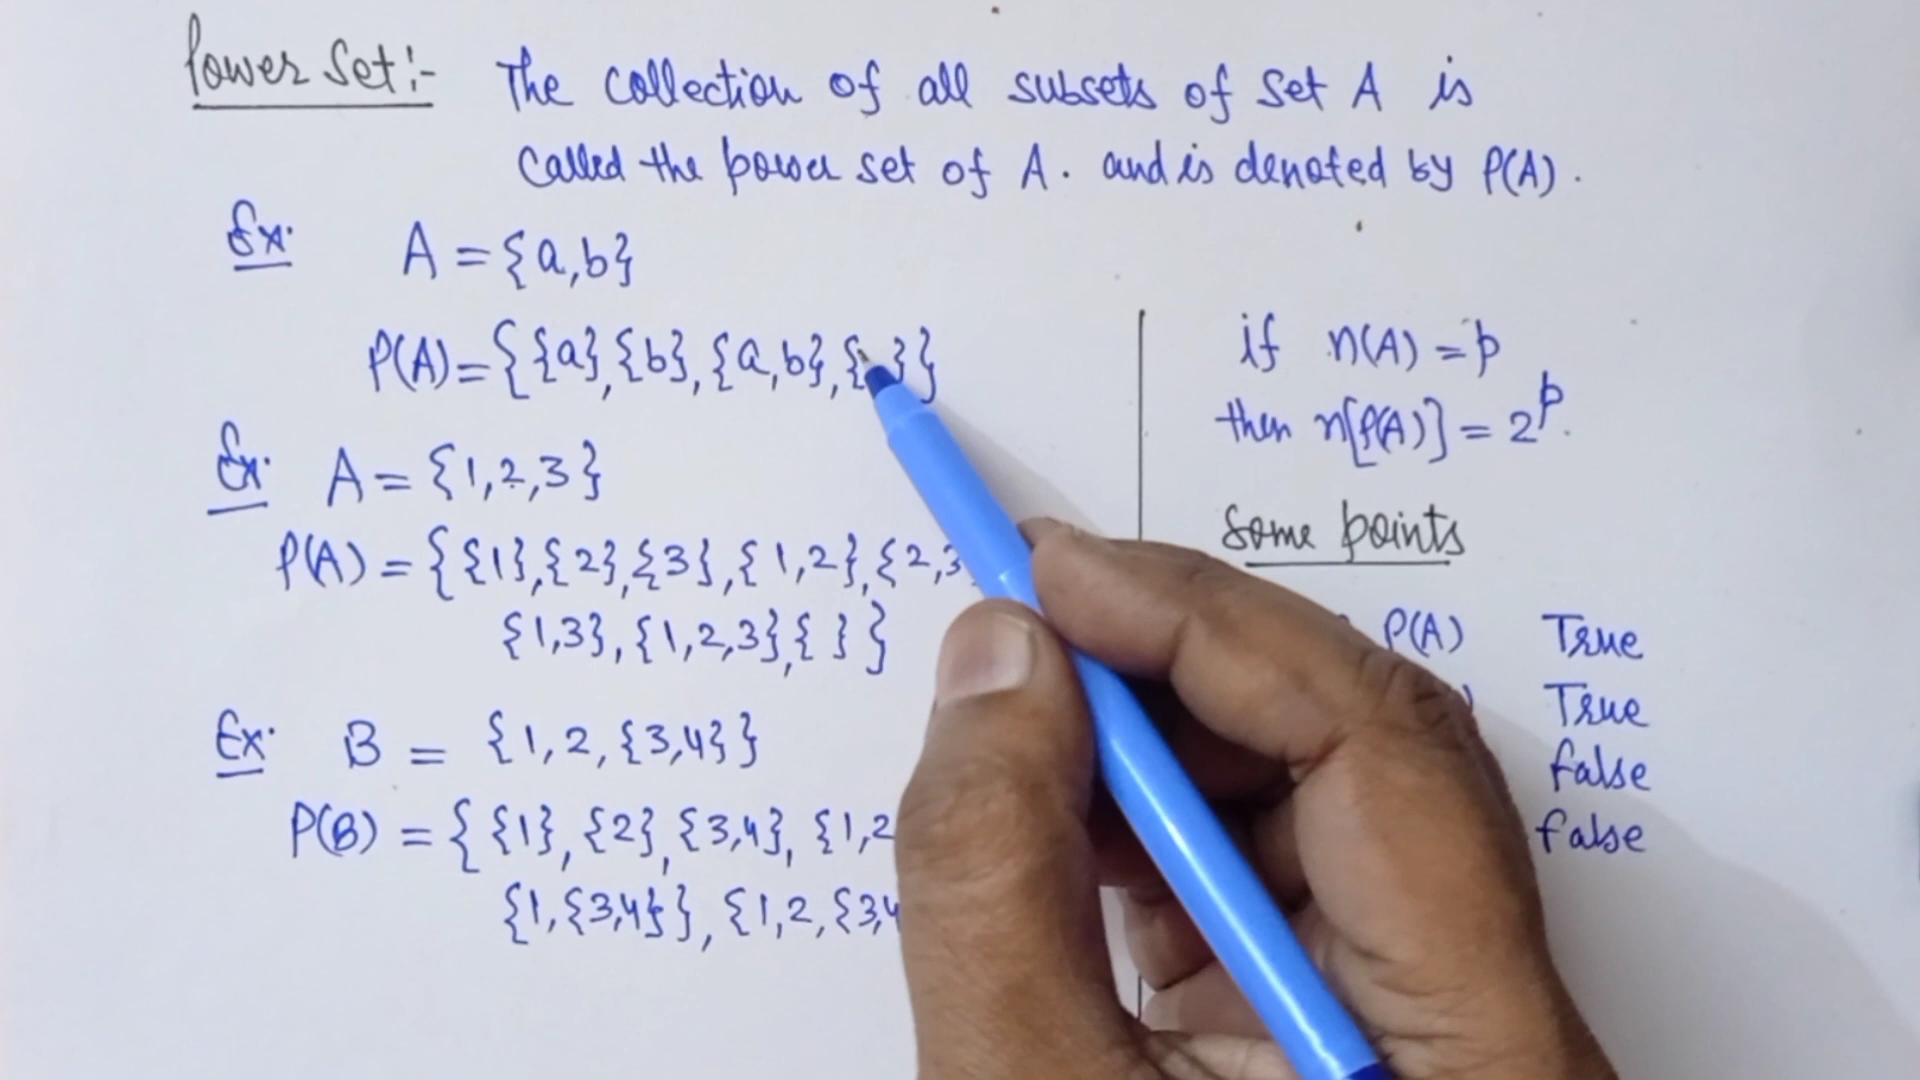 Power Set:- The collection of all subsets of set A is
called the power set of A. and is denoted by P(A).
Ex. A = {a,b}
P(A) = {{a},{b},{a,b},{ }}
Ex. A = {1,2,3}
P(A) = {{1},{2},{3},{1,2},{2,3
{1,3},{1,2,3},{ }}
Ex. B = {1,2,{3,4}}
P(B) = {{1},{2},{3,4},{1,2
{1,{3,4}},{1,2,{3,4
if n(A) = p
then n[P(A)] = 2^p.
Some points
P(A) True
) True
false
false